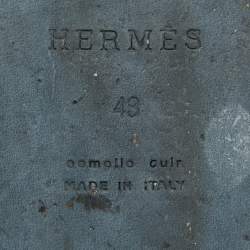 HERMÈS
43
semelle cuir
MADE IN ITALY